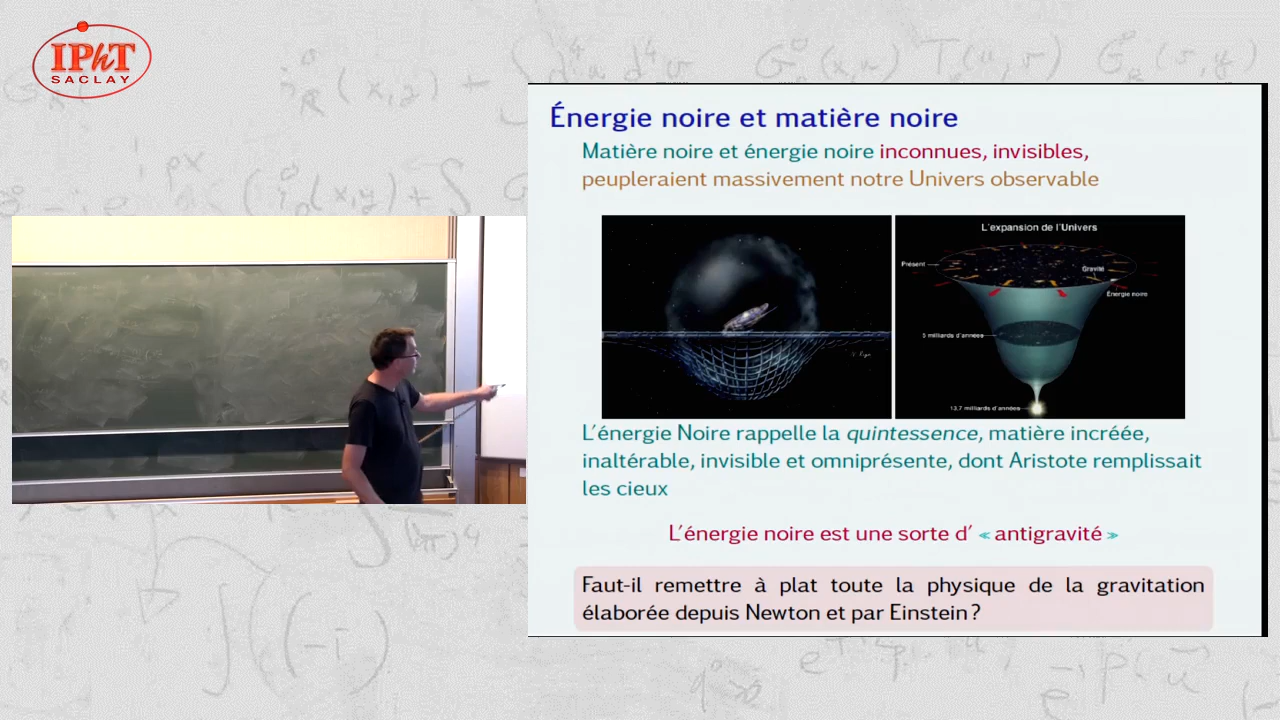 IPhT
SACLAY
Énergie noire et matière noire
Matière noire et énergie noire inconnues, invisibles,
peupleraient massivement notre Univers observable
L'expansion de l'Univers
Présent
Gravité
Énergie noire
5 milliards d'années
13,7 milliards d'années
L'énergie Noire rappelle la quintessence, matière incréée,
inaltérable, invisible et omniprésente, dont Aristote remplissait
les cieux
L'énergie noire est une sorte d' « antigravité »
Faut-il remettre à plat toute la physique de la gravitation
élaborée depuis Newton et par Einstein ?